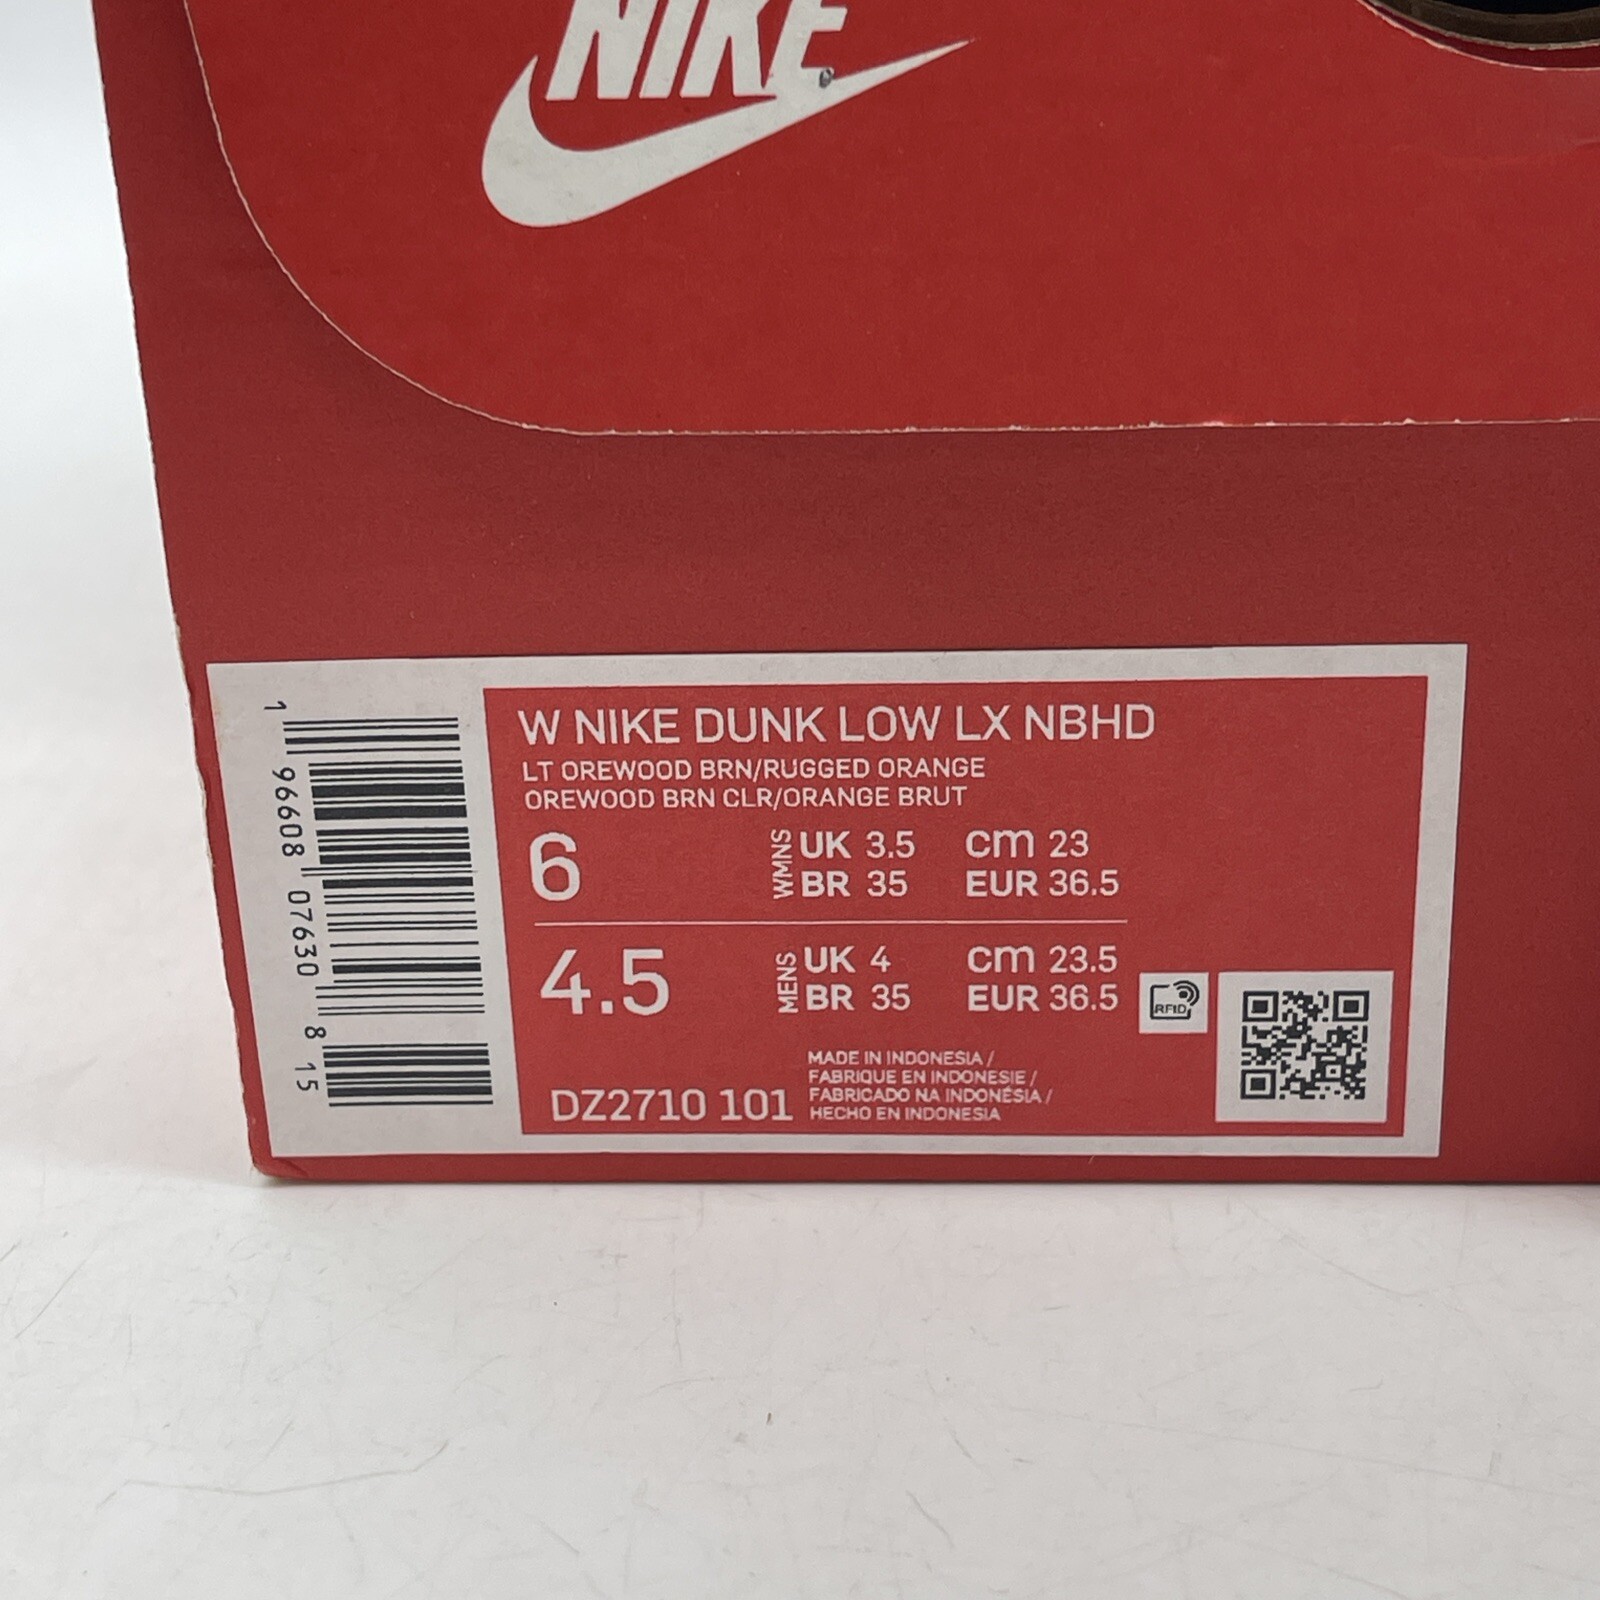 NIKE
W NIKE DUNK LOW LX NBHD
LT OREWOOD BRN/RUGGED ORANGE
OREWOOD BRN CLR/ORANGE BRUT
6 WMNS UK 3.5 cm 23
BR 35 EUR 36.5
4.5 MENS UK 4 cm 23.5
BR 35 EUR 36.5
RFID
MADE IN INDONESIA /
FABRIQUE EN INDONESIE /
FABRICADO NA INDONÉSIA /
HECHO EN INDONESIA
DZ2710 101
1 96608 07630 8 15